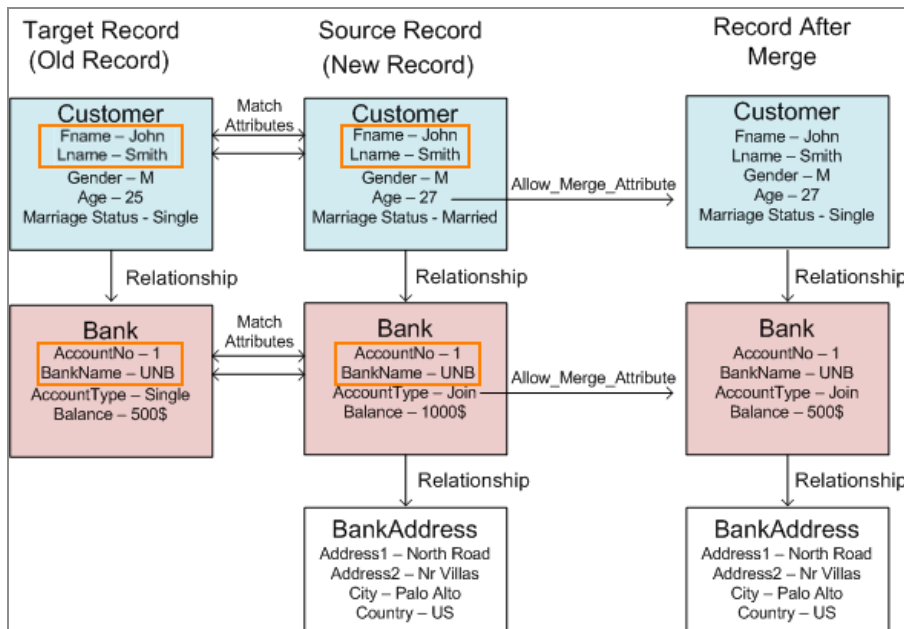 Target Record
(Old Record)
Source Record
(New Record)
Record After
Merge
Customer
Fname – John
Lname – Smith
Gender – M
Age – 25
Marriage Status - Single
Match
Attributes
Customer
Fname – John
Lname – Smith
Gender – M
Age – 27
Marriage Status - Married
Allow_Merge_Attribute
Customer
Fname – John
Lname – Smith
Gender – M
Age – 27
Marriage Status – Single
Relationship
Relationship
Relationship
Bank
AccountNo – 1
BankName – UNB
AccountType – Single
Balance – 500$
Match
Attributes
Bank
AccountNo – 1
BankName – UNB
AccountType – Join
Balance – 1000$
Allow_Merge_Attribute
Bank
AccountNo – 1
BankName – UNB
AccountType – Join
Balance – 500$
Relationship
Relationship
BankAddress
Address1 – North Road
Address2 – Nr Villas
City – Palo Alto
Country – US
BankAddress
Address1 – North Road
Address2 – Nr Villas
City – Palo Alto
Country – US